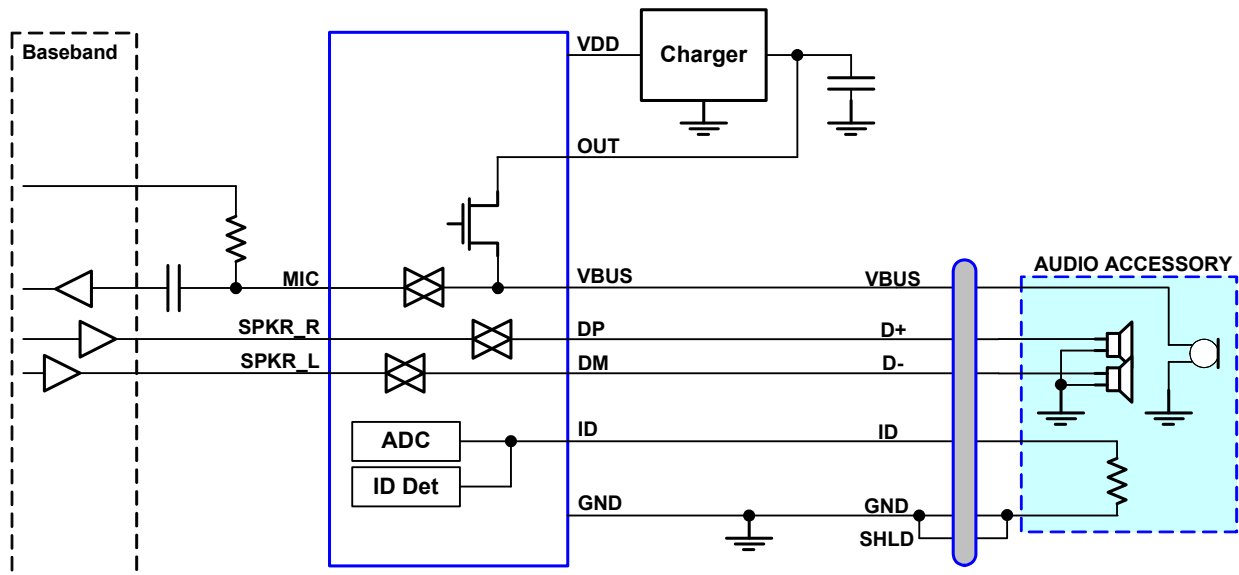 Baseband
VDD
Charger
OUT
MIC
VBUS
VBUS
AUDIO ACCESSORY
SPKR_R
DP
D+
SPKR_L
DM
D-
ADC
ID
ID
ID Det
GND
GND
SHLD